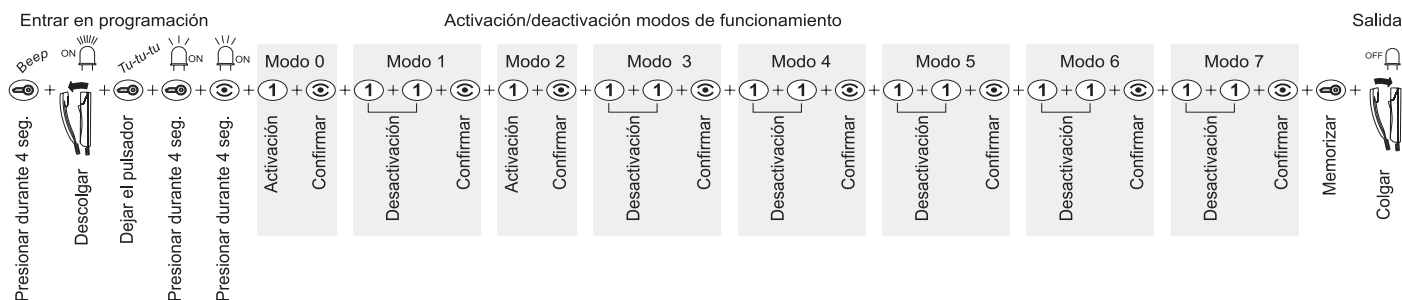 Entrar en programación
Activación/deactivación modos de funcionamiento
Salida
Beep
ON
Tu-tu-tu
ON
ON
Modo 0
Modo 1
Modo 2
Modo 3
Modo 4
Modo 5
Modo 6
Modo 7
OFF
+ + + + + 1 + + 1 + 1 + + 1 + + 1 + 1 + + 1 + 1 + + 1 + 1 + + 1 + 1 + + 1 + 1 + + +
Presionar durante 4 seg.
Descolgar
Dejar el pulsador
Presionar durante 4 seg.
Presionar durante 4 seg.
Activación
Confirmar
Desactivación
Confirmar
Activación
Confirmar
Desactivación
Confirmar
Desactivación
Confirmar
Desactivación
Confirmar
Desactivación
Confirmar
Desactivación
Confirmar
Memorizar
Colgar